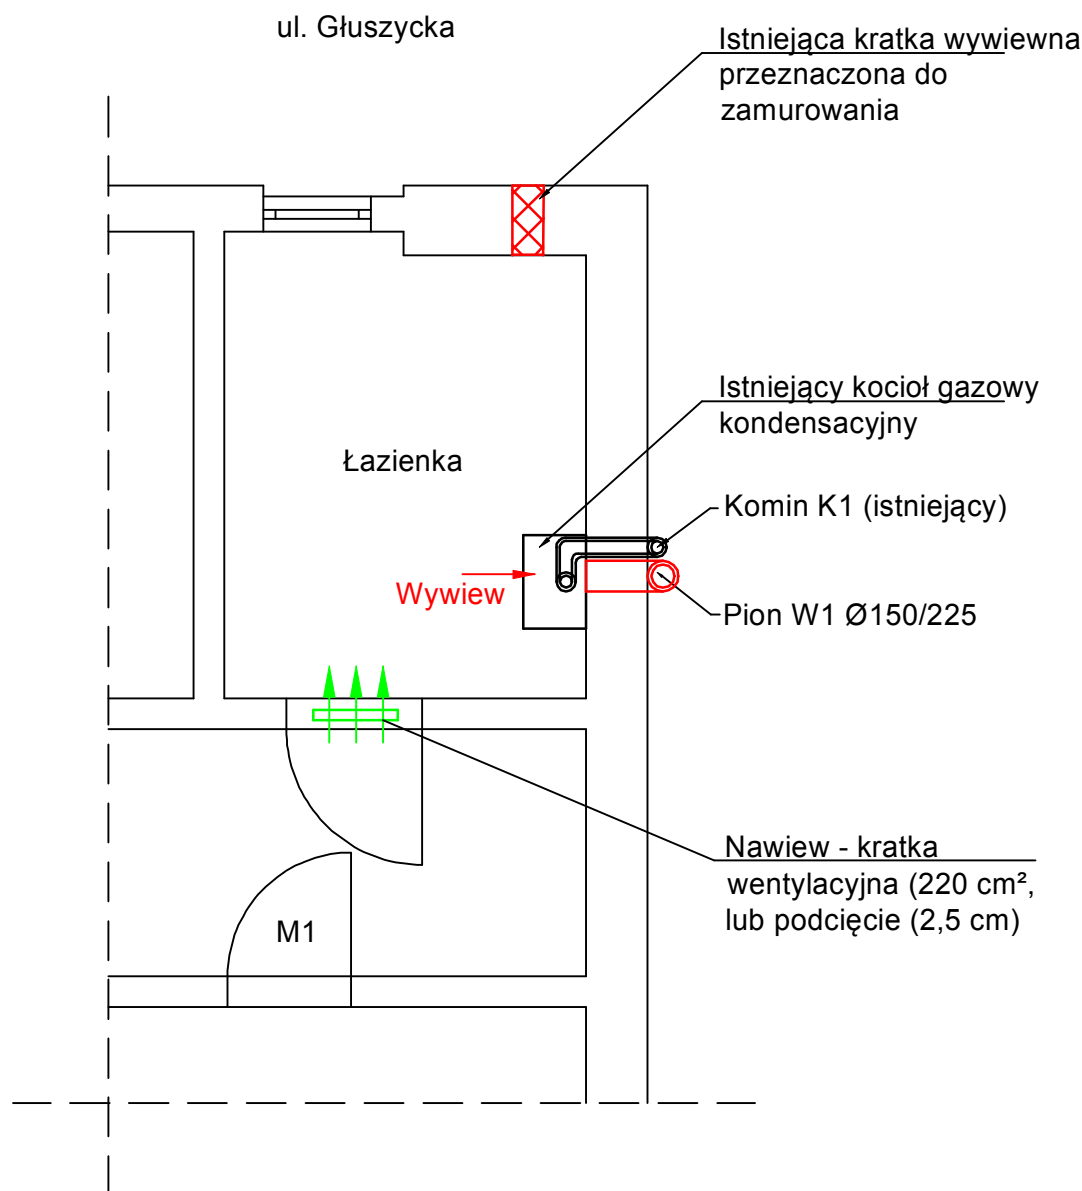 ul. Głuszycka
Istniejąca kratka wywiewna
przeznaczona do
zamurowania
Istniejący kocioł gazowy
kondensacyjny
Łazienka
Komin K1 (istniejący)
Wywiew
Pion W1 Ø150/225
Nawiew - kratka
wentylacyjna (220 cm²,
lub podcięcie (2,5 cm)
M1